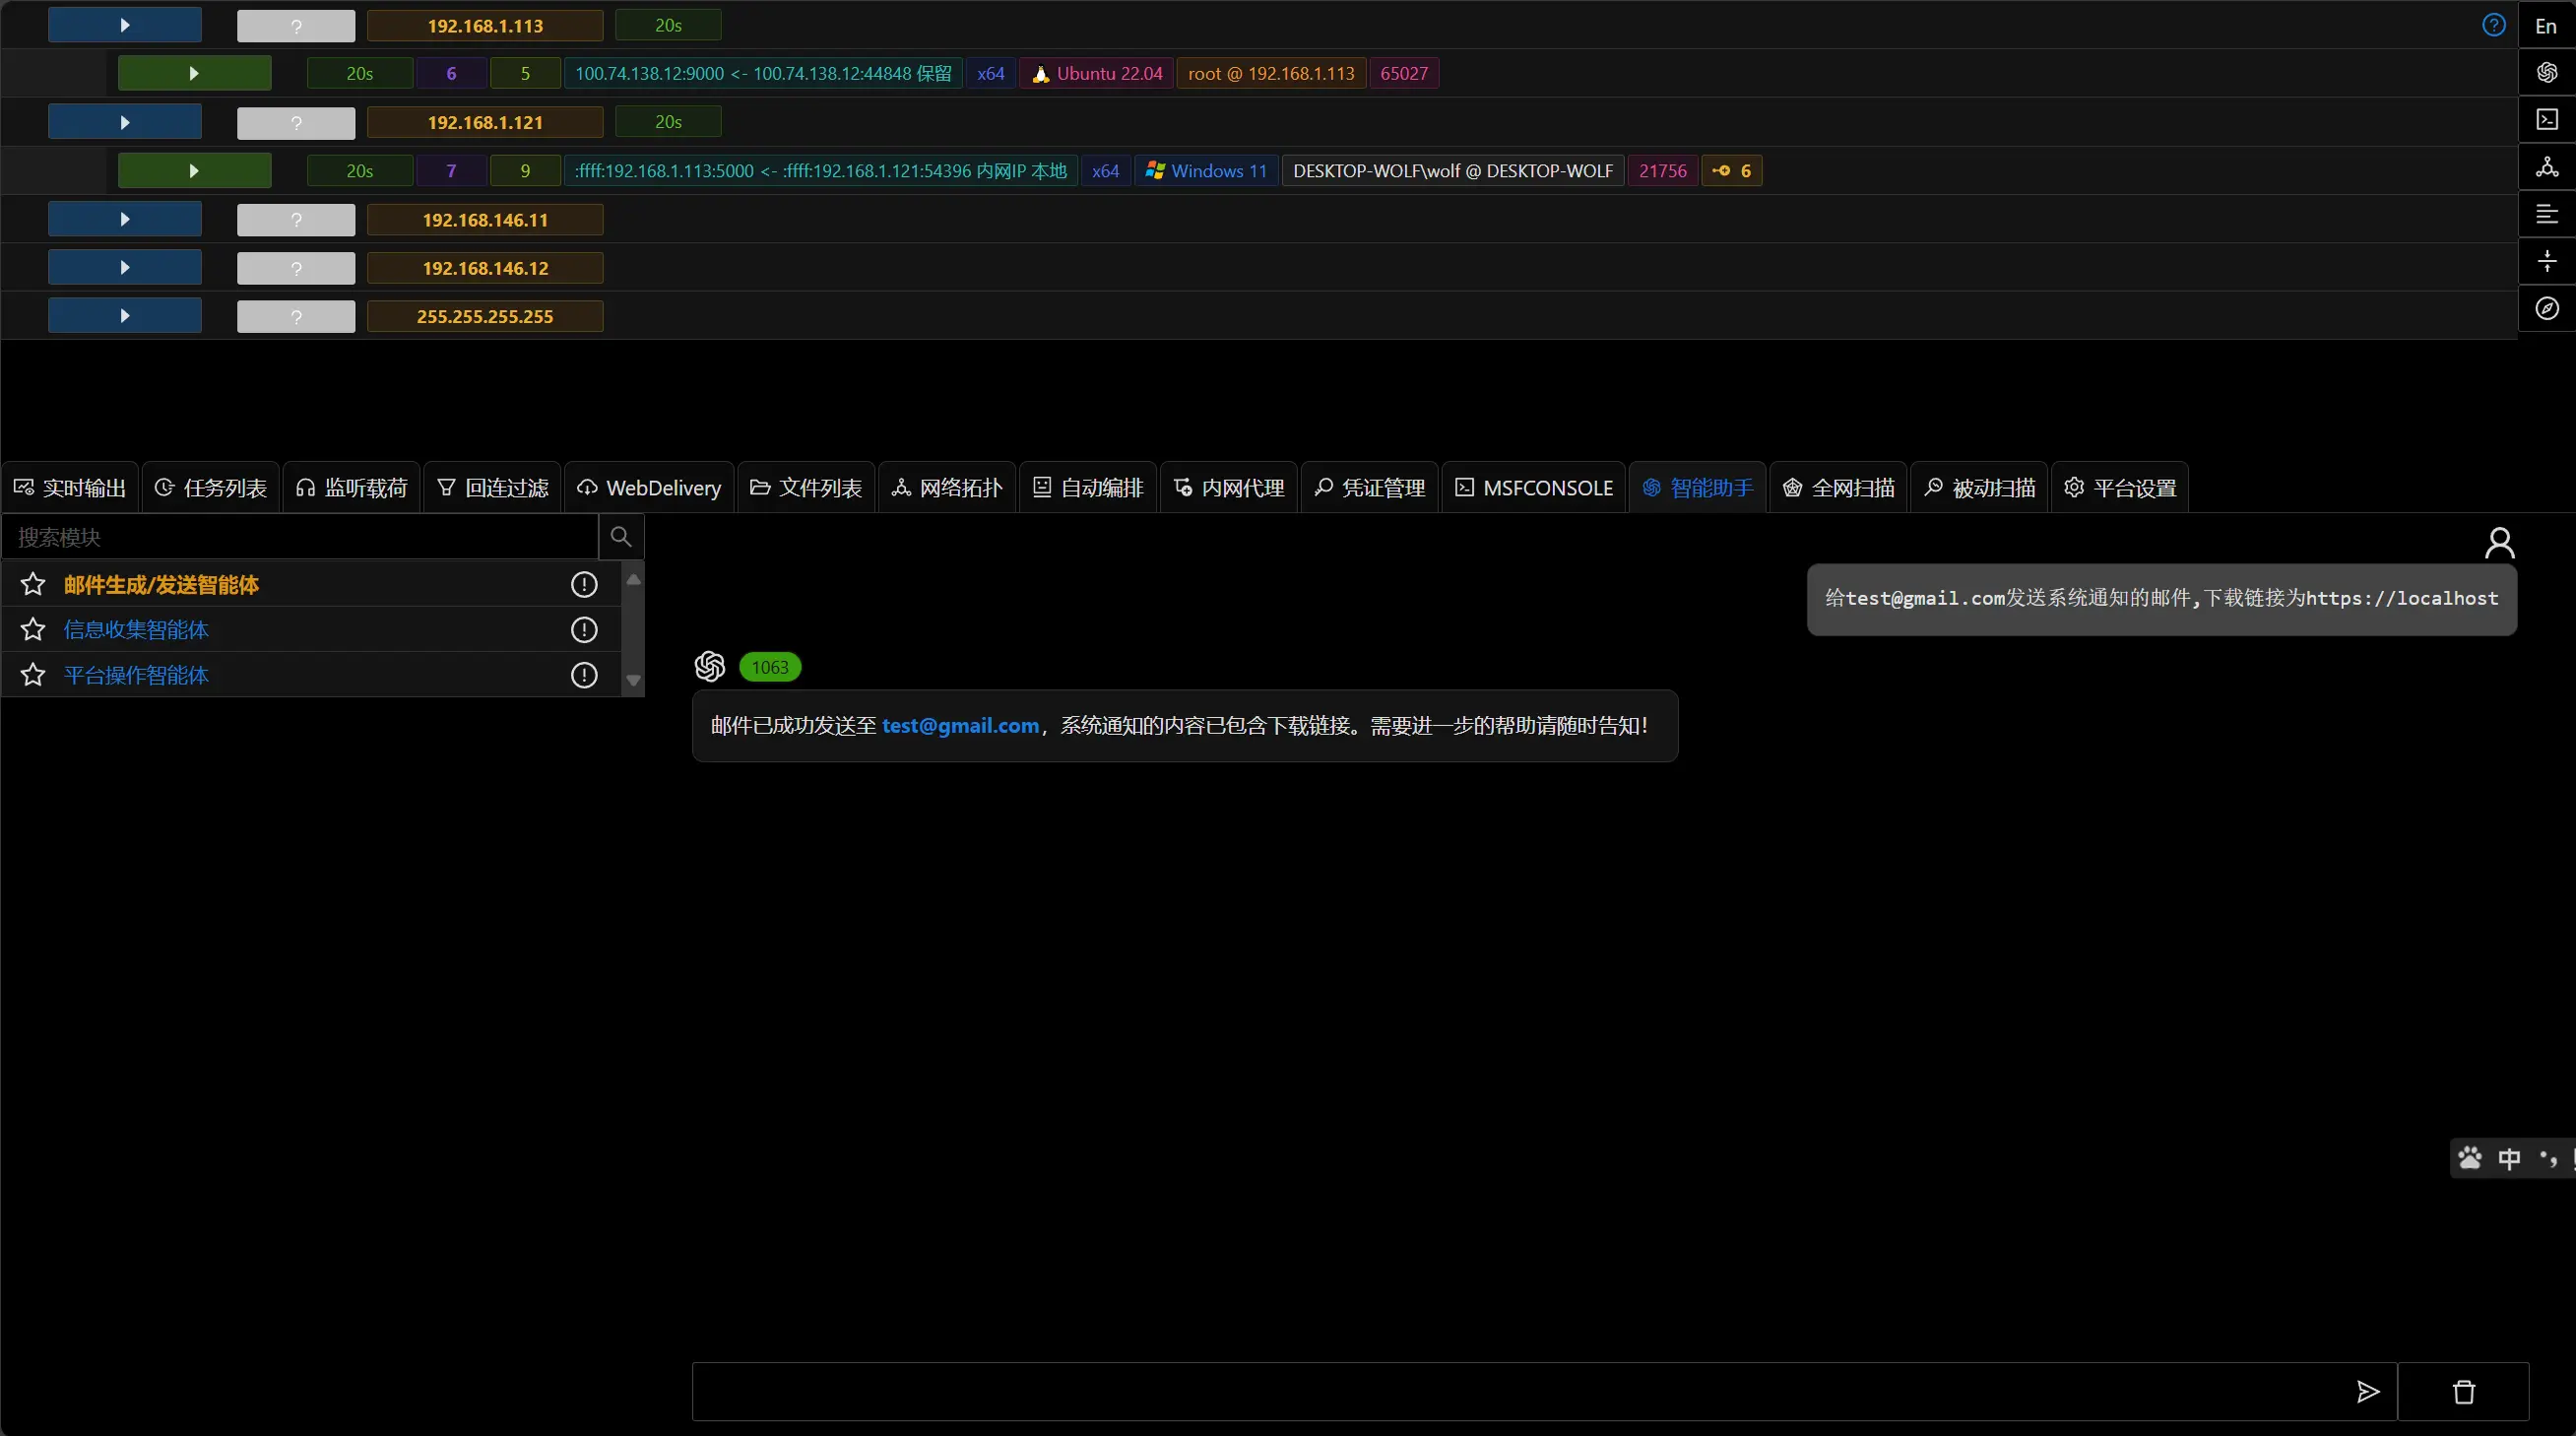 ? 192.168.1.113 20s En
20s 6 5 100.74.138.12:9000 <- 100.74.138.12:44848 保留 x64 Ubuntu 22.04 root @ 192.168.1.113 65027
? 192.168.1.121 20s
20s 7 9 :ffff:192.168.1.113:5000 <- :ffff:192.168.1.121:54396 内网IP 本地 x64 Windows 11 DESKTOP-WOLF\wolf @ DESKTOP-WOLF 21756 6
? 192.168.146.11
? 192.168.146.12
? 255.255.255.255
实时输出 任务列表 监听载荷 回连过滤 WebDelivery 文件列表 网络拓扑 自动编排 内网代理 凭证管理 MSFCONSOLE 智能助手 全网扫描 被动扫描 平台设置
搜索模块
邮件生成/发送智能体
信息收集智能体
平台操作智能体
给test@gmail.com发送系统通知的邮件,下载链接为https://localhost
1063
邮件已成功发送至 test@gmail.com，系统通知的内容已包含下载链接。需要进一步的帮助请随时告知！
中